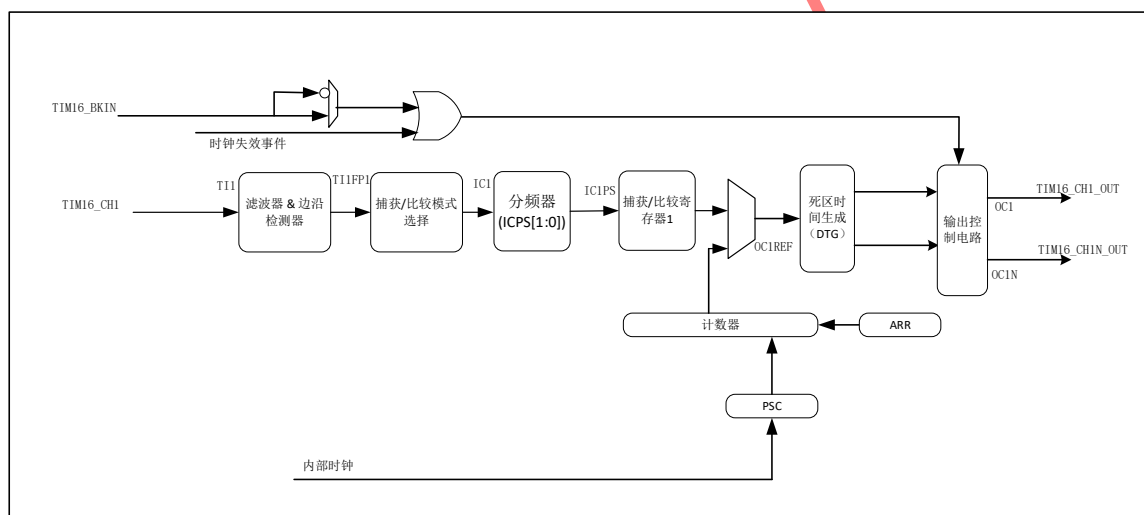 TIM16_BKIN
时钟失效事件
TIM16_CH1
TI1
滤波器 & 边沿
检测器
TI1FP1
捕获/比较模式
选择
IC1
分频器
(ICPS[1:0])
IC1PS
捕获/比较寄
存器1
OC1REF
死区时
间生成
(DTG)
输出控
制电路
OC1
TIM16_CH1_OUT
OC1N
TIM16_CH1N_OUT
计数器
ARR
PSC
内部时钟